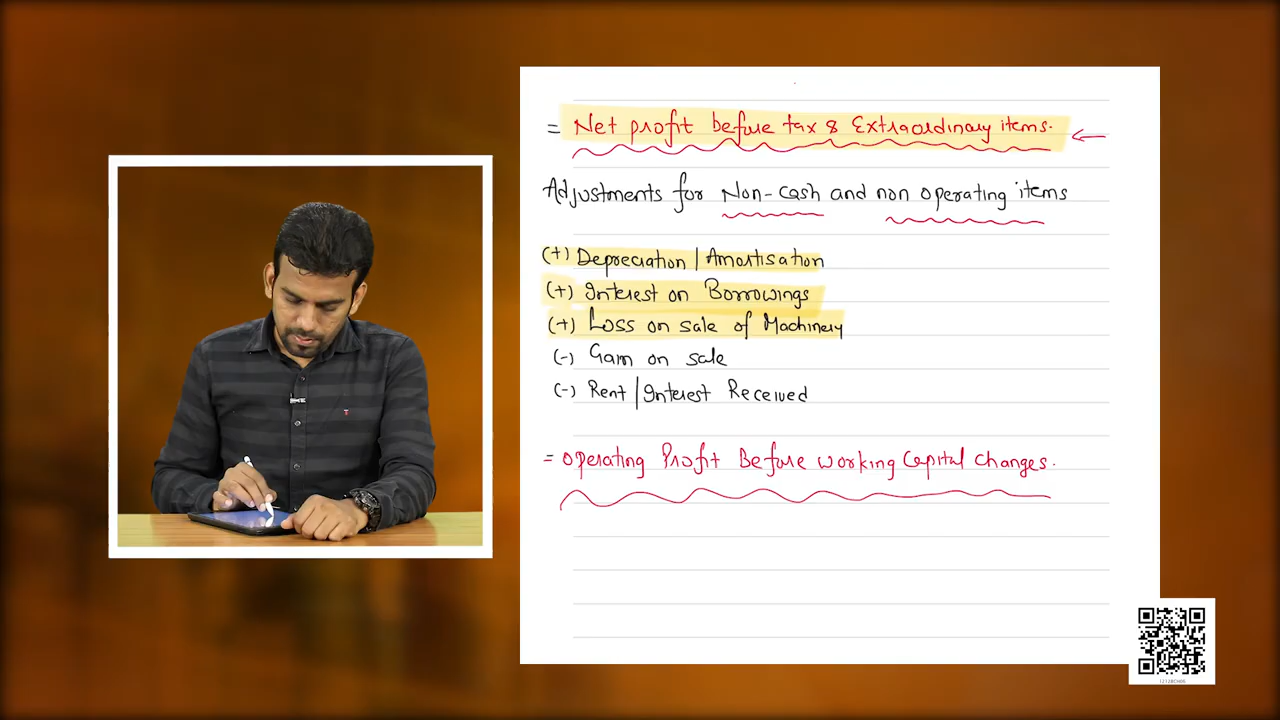 = Net profit before tax & Extraordinary items.
Adjustments for Non-Cash and non operating items
(+) Depreciation / Amortisation
(+) Interest on Borrowings
(+) Loss on sale of Machinery
(-) Gain on sale
(-) Rent / Interest Received
= Operating Profit Before working Capital Changes.
12128CH06